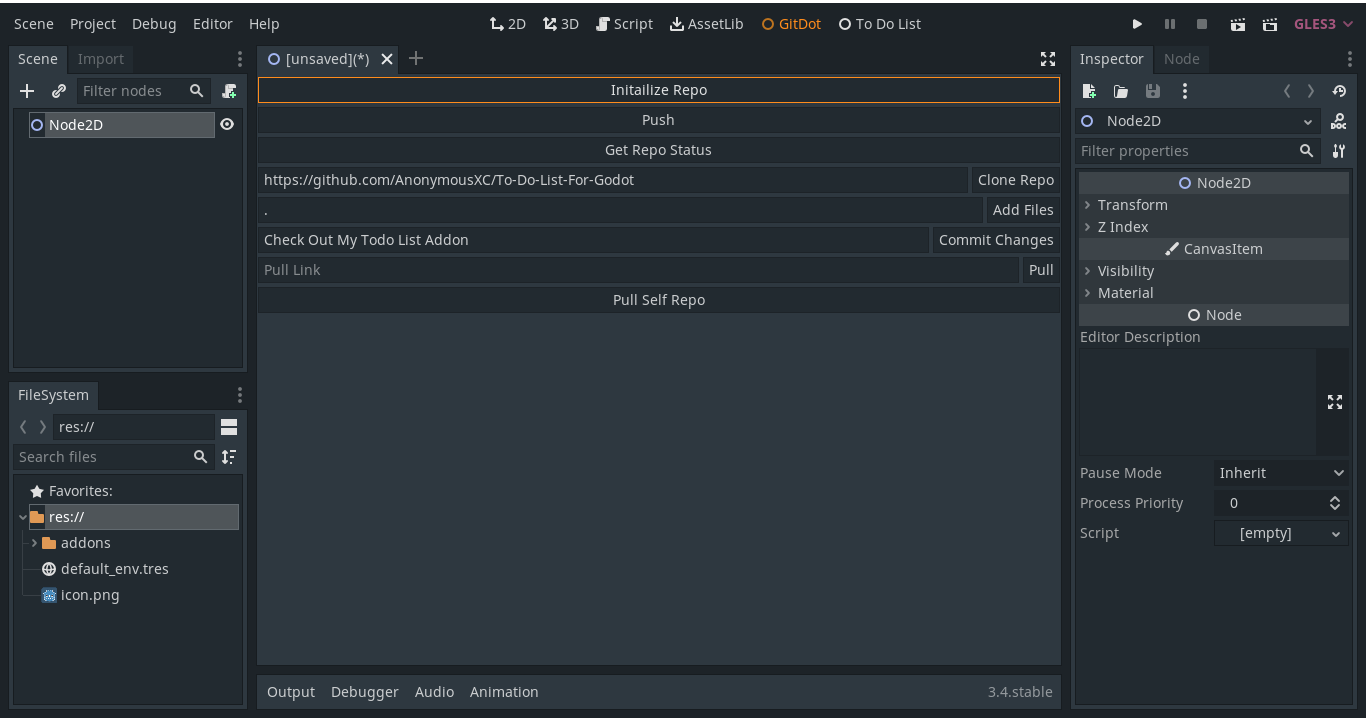 Scene Project Debug Editor Help 2D 3D Script AssetLib GitDot To Do List GLES3
Scene Import
Filter nodes
Node2D
FileSystem
res://
Search files
Favorites:
res://
addons
default_env.tres
icon.png
[unsaved](*)
Initailize Repo
Push
Get Repo Status
https://github.com/AnonymousXC/To-Do-List-For-Godot Clone Repo
. Add Files
Check Out My Todo List Addon Commit Changes
Pull Link Pull
Pull Self Repo
Output Debugger Audio Animation 3.4.stable
Inspector Node
Node2D DOC
Filter properties
Node2D
Transform
Z Index
CanvasItem
Visibility
Material
Node
Editor Description
Pause Mode Inherit
Process Priority 0
Script [empty]